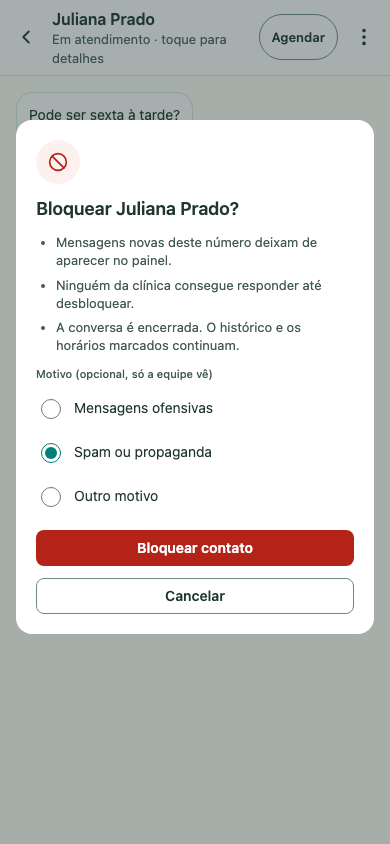 Juliana Prado
Em atendimento · toque para
detalhes
Agendar
Pode ser sexta à tarde?
Bloquear Juliana Prado?
• Mensagens novas deste número deixam de
aparecer no painel.
• Ninguém da clínica consegue responder até
desbloquear.
• A conversa é encerrada. O histórico e os
horários marcados continuam.
Motivo (opcional, só a equipe vê)
Mensagens ofensivas
Spam ou propaganda
Outro motivo
Bloquear contato
Cancelar